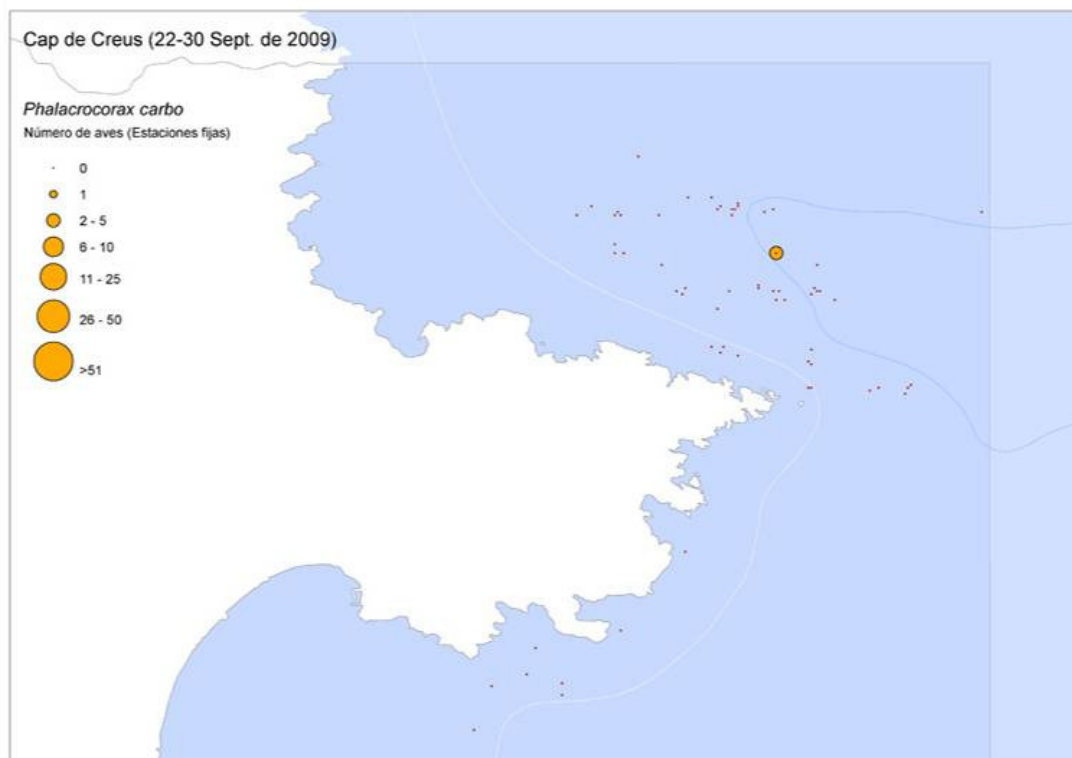 Cap de Creus (22-30 Sept. de 2009)
Phalacrocorax carbo
Número de aves (Estaciones fijas)
0
1
2 - 5
6 - 10
11 - 25
26 - 50
>51